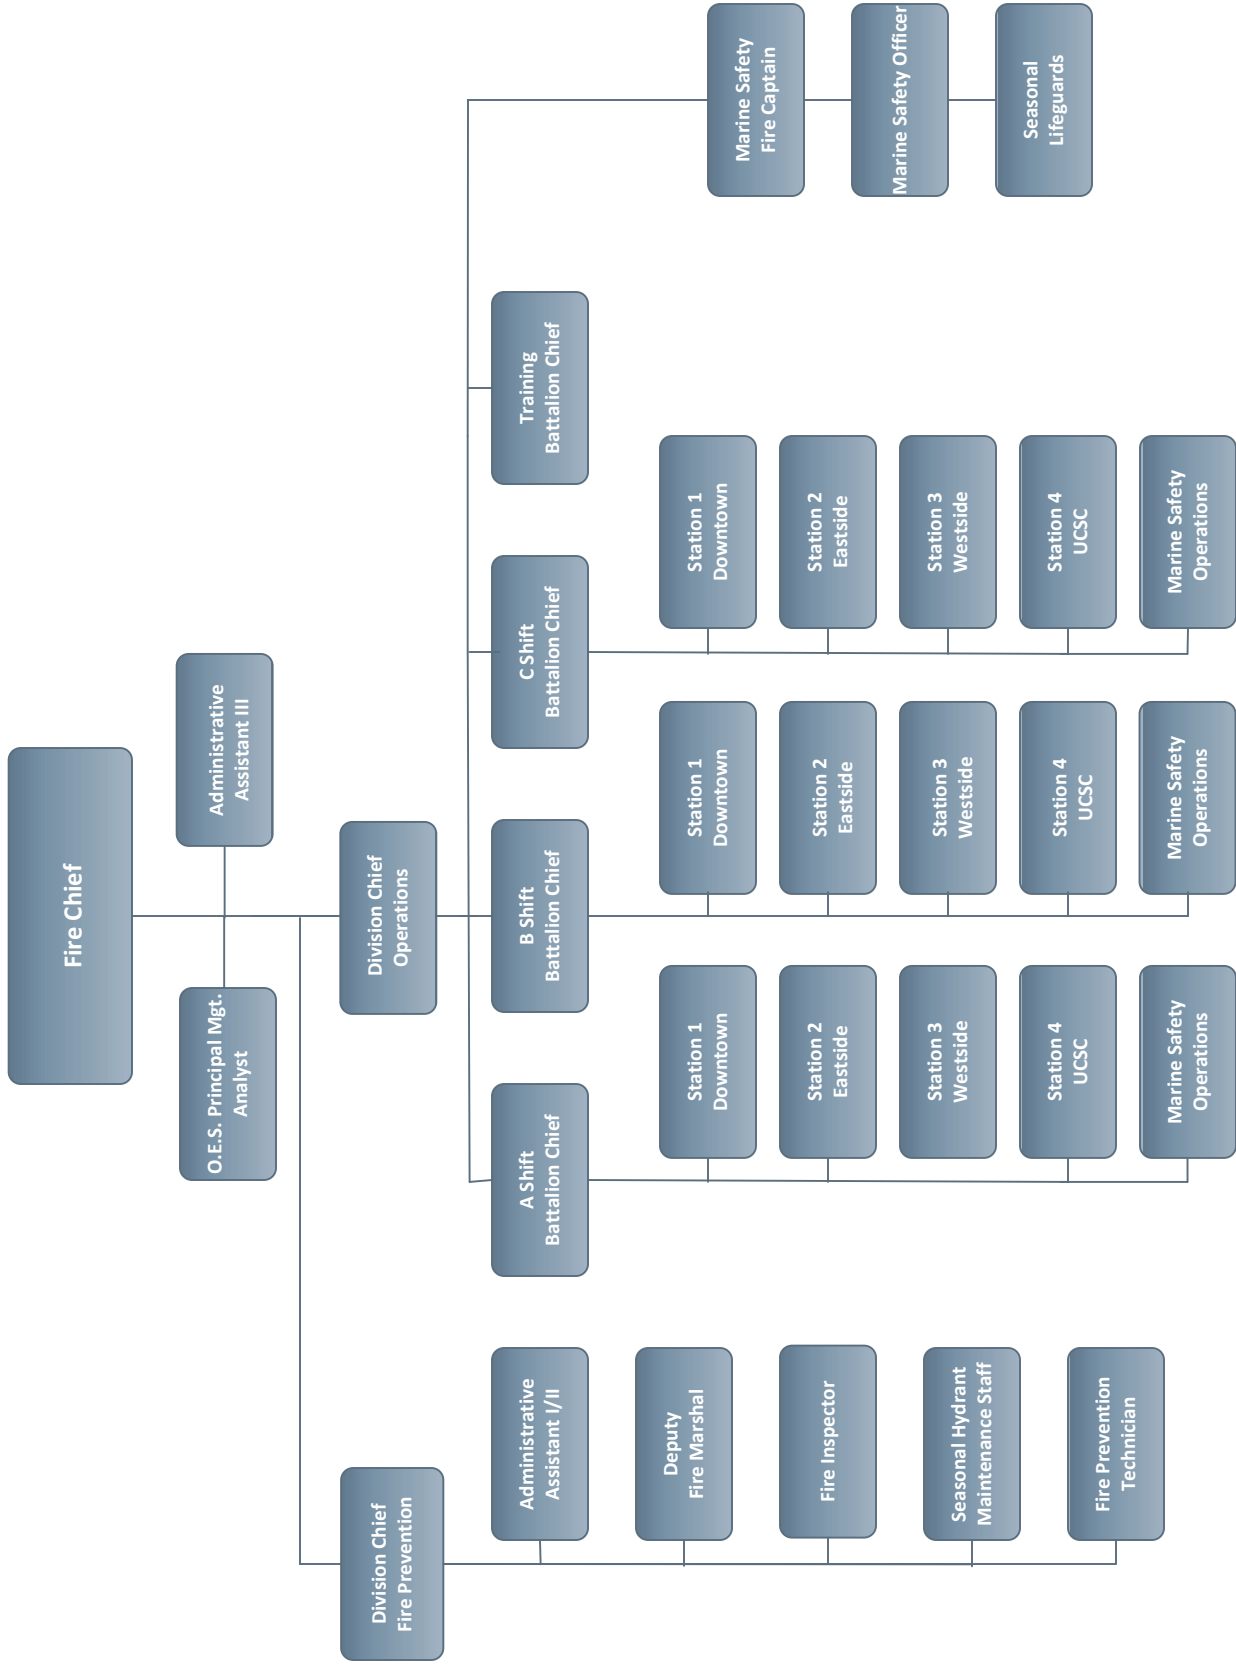 Fire Chief
O.E.S. Principal Mgt.
Analyst
Administrative
Assistant III
Division Chief
Fire Prevention
Division Chief
Operations
Administrative
Assistant I/II
Deputy
Fire Marshal
Fire Inspector
Seasonal Hydrant
Maintenance Staff
Fire Prevention
Technician
A Shift
Battalion Chief
Station 1
Downtown
Station 2
Eastside
Station 3
Westside
Station 4
UCSC
Marine Safety
Operations
B Shift
Battalion Chief
Station 1
Downtown
Station 2
Eastside
Station 3
Westside
Station 4
UCSC
Marine Safety
Operations
C Shift
Battalion Chief
Station 1
Downtown
Station 2
Eastside
Station 3
Westside
Station 4
UCSC
Marine Safety
Operations
Training
Battalion Chief
Marine Safety
Fire Captain
Marine Safety Officer
Seasonal
Lifeguards